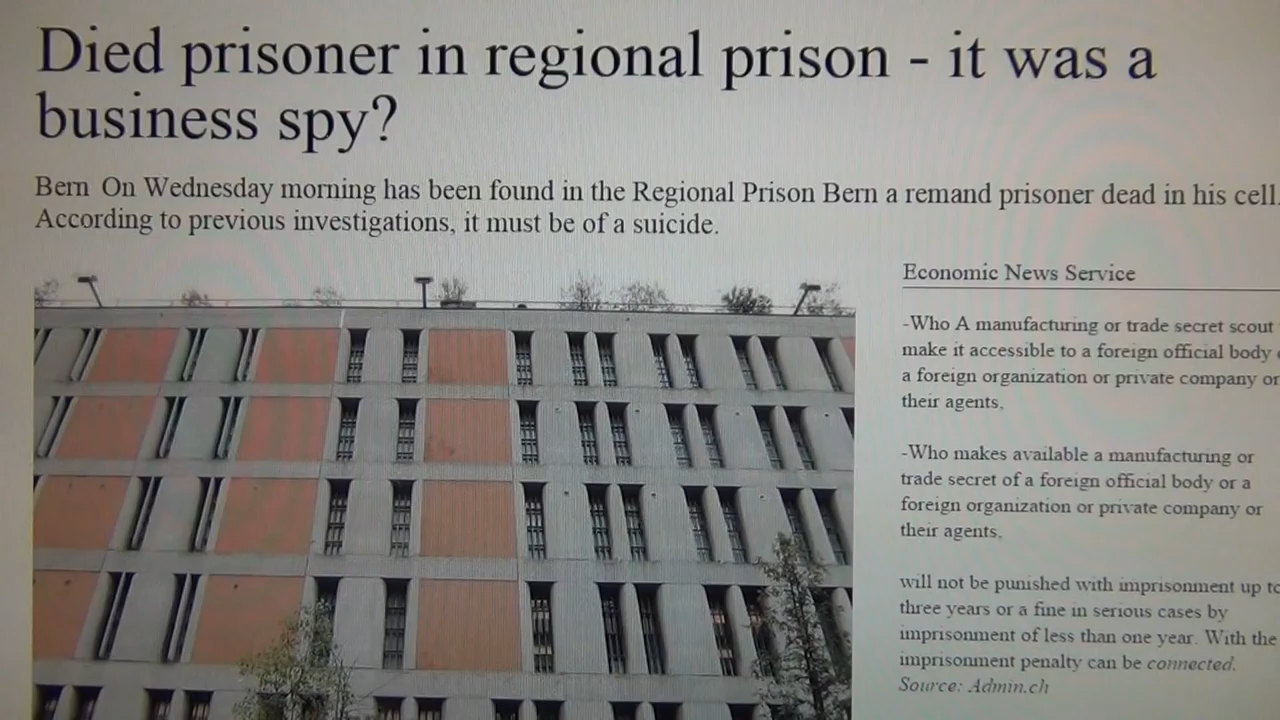 Died prisoner in regional prison - it was a
business spy?
Bern On Wednesday morning has been found in the Regional Prison Bern a remand prisoner dead in his cell.
According to previous investigations, it must be of a suicide.
Economic News Service
-Who A manufacturing or trade secret scout
make it accessible to a foreign official body
a foreign organization or private company or
their agents,
-Who makes available a manufacturing or
trade secret of a foreign official body or a
foreign organization or private company or
their agents,
will not be punished with imprisonment up to
three years or a fine in serious cases by
imprisonment of less than one year. With the
imprisonment penalty can be connected.
Source: Admin.ch